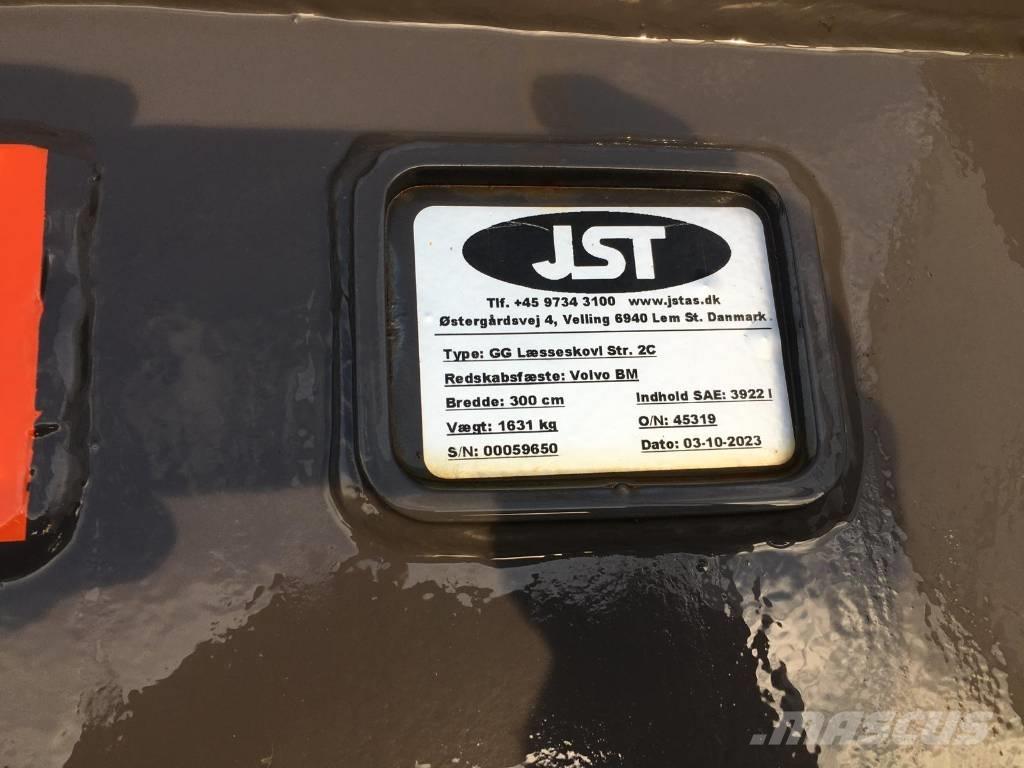 JST
Tlf. +45 9734 3100 www.jstas.dk
Østergårdsvej 4, Velling 6940 Lem St. Danmark
Type: GG Læsseskovl Str. 2C
Redskabsfæste: Volvo BM
Bredde: 300 cm Indhold SAE: 3922 l
Vægt: 1631 kg O/N: 45319
S/N: 00059650 Dato: 03-10-2023
MASCUS